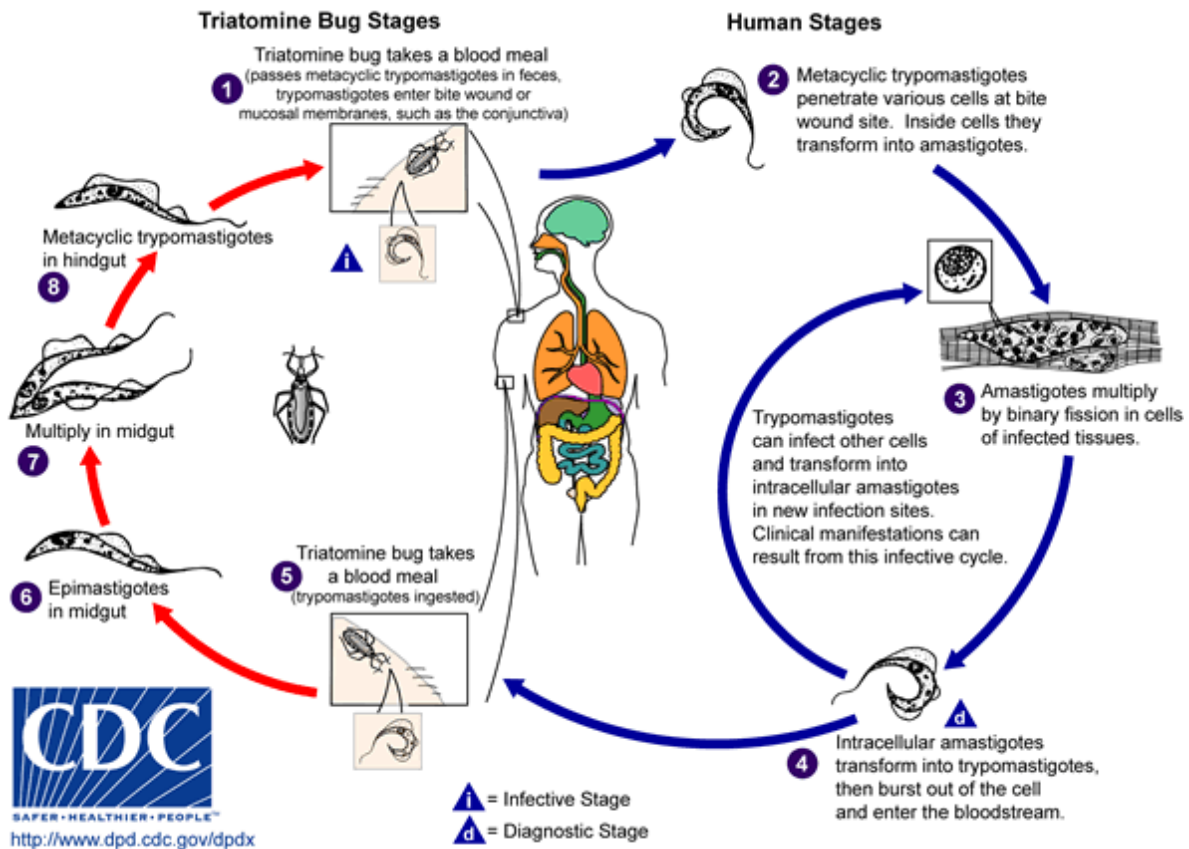 Triatomine Bug Stages
Human Stages
1
Triatomine bug takes a blood meal
(passes metacyclic trypomastigotes in feces,
trypomastigotes enter bite wound or
mucosal membranes, such as the conjunctiva)
i
2
Metacyclic trypomastigotes
penetrate various cells at bite
wound site. Inside cells they
transform into amastigotes.
3
Amastigotes multiply
by binary fission in cells
of infected tissues.
Trypomastigotes
can infect other cells
and transform into
intracellular amastigotes
in new infection sites.
Clinical manifestations can
result from this infective cycle.
d
4
Intracellular amastigotes
transform into trypomastigotes,
then burst out of the cell
and enter the bloodstream.
5
Triatomine bug takes
a blood meal
(trypomastigotes ingested)
6
Epimastigotes
in midgut
Multiply in midgut
7
Metacyclic trypomastigotes
in hindgut
8
i = Infective Stage
d = Diagnostic Stage
CDC
SAFER·HEALTHIER·PEOPLE™
http://www.dpd.cdc.gov/dpdx